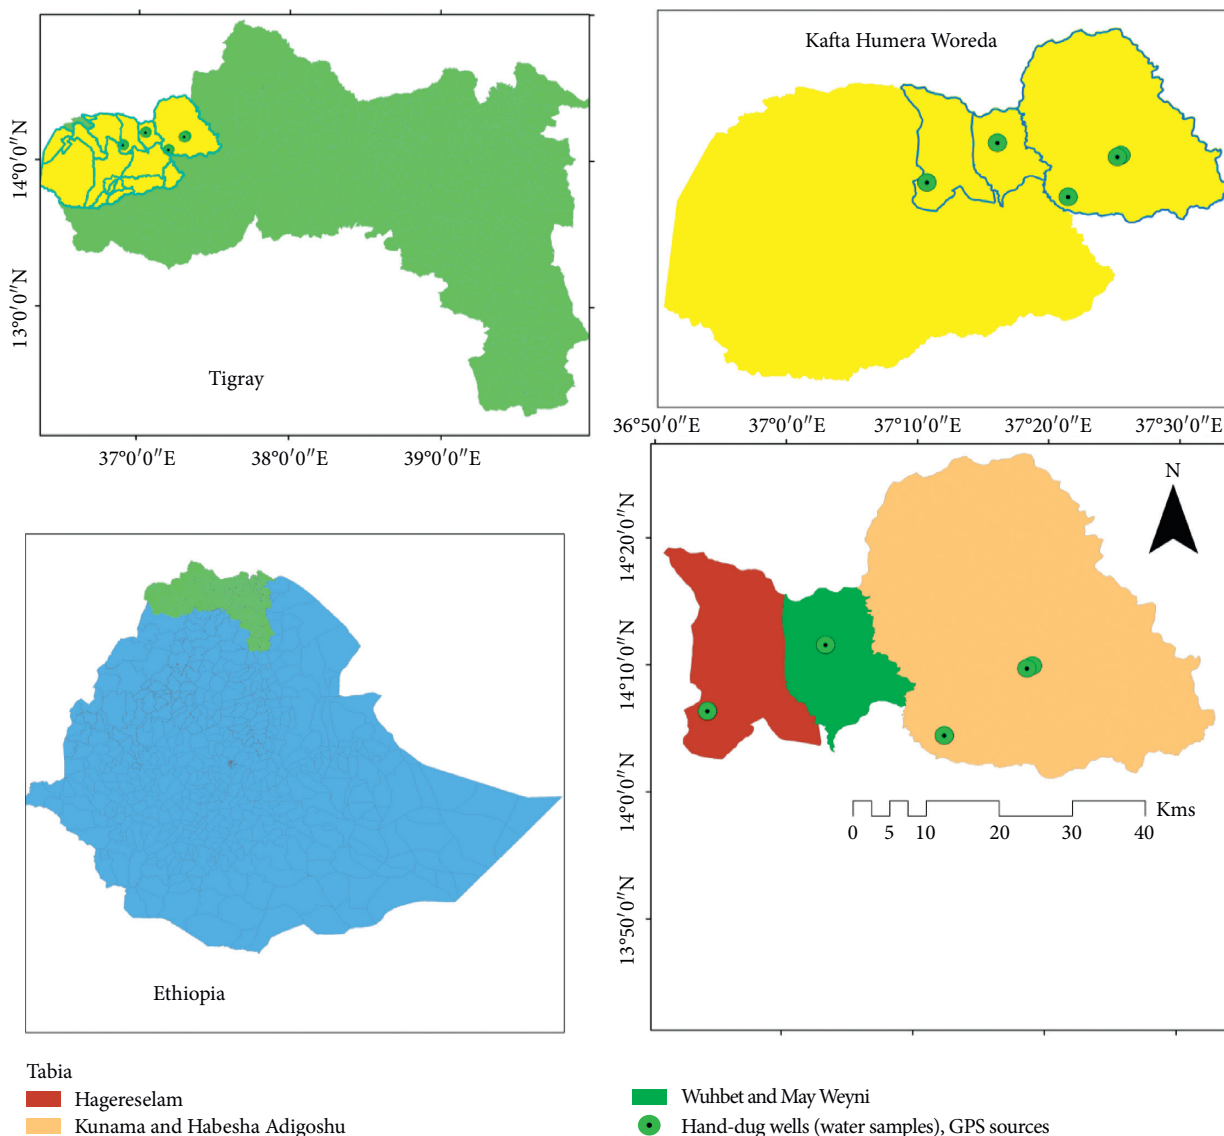 Kafta Humera Woreda
14°0'0"N
13°0'0"N
Tigray
37°0'0"E 38°0'0"E 39°0'0"E
36°50'0"E 37°0'0"E 37°10'0"E 37°20'0"E 37°30'0"E
N
14°20'0"N
14°10'0"N
14°0'0"N
13°50'0"N
Kms
0 5 10 20 30 40
Ethiopia
Tabia
Hagereselam
Kunama and Habesha Adigoshu
Wuhbet and May Weyni
Hand-dug wells (water samples), GPS sources